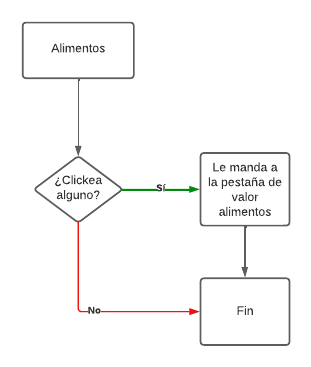 Alimentos
¿Clickea
alguno?
Sí
Le manda a
la pestaña de
valor
alimentos
No
Fin